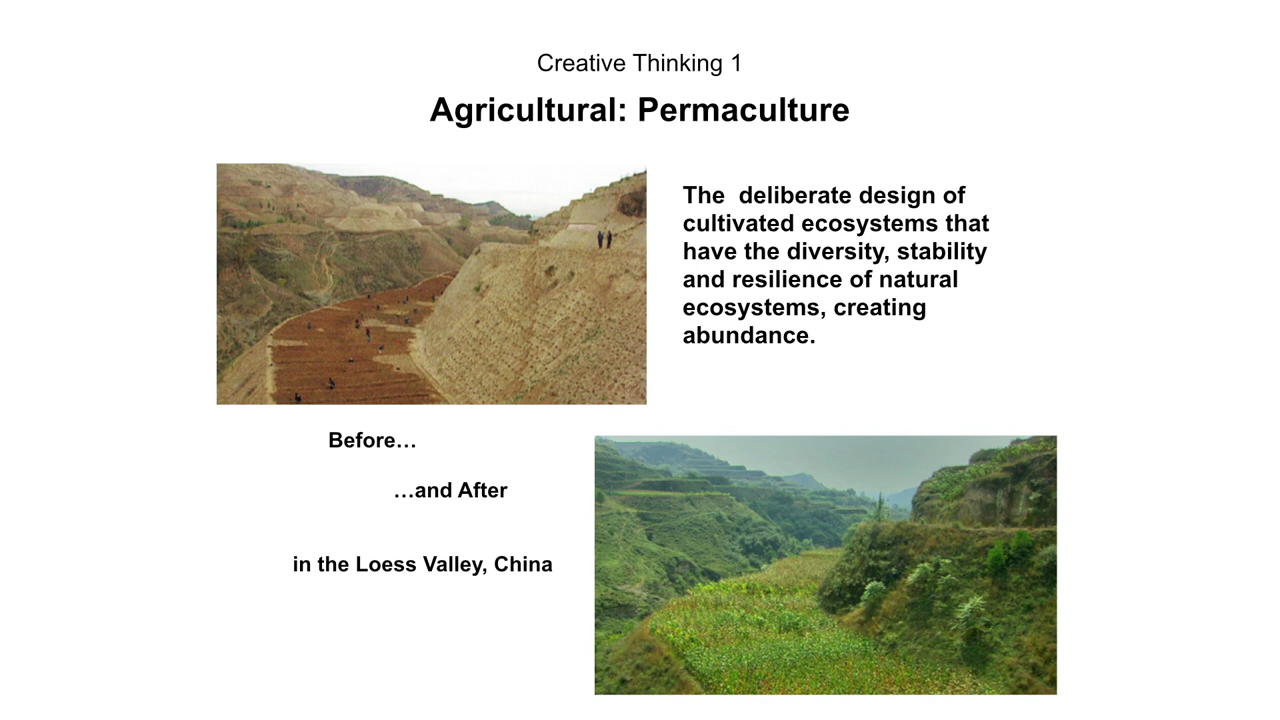 Creative Thinking 1
Agricultural: Permaculture
The  deliberate design of
cultivated ecosystems that
have the diversity, stability
and resilience of natural
ecosystems, creating
abundance.
Before…
…and After
in the Loess Valley, China